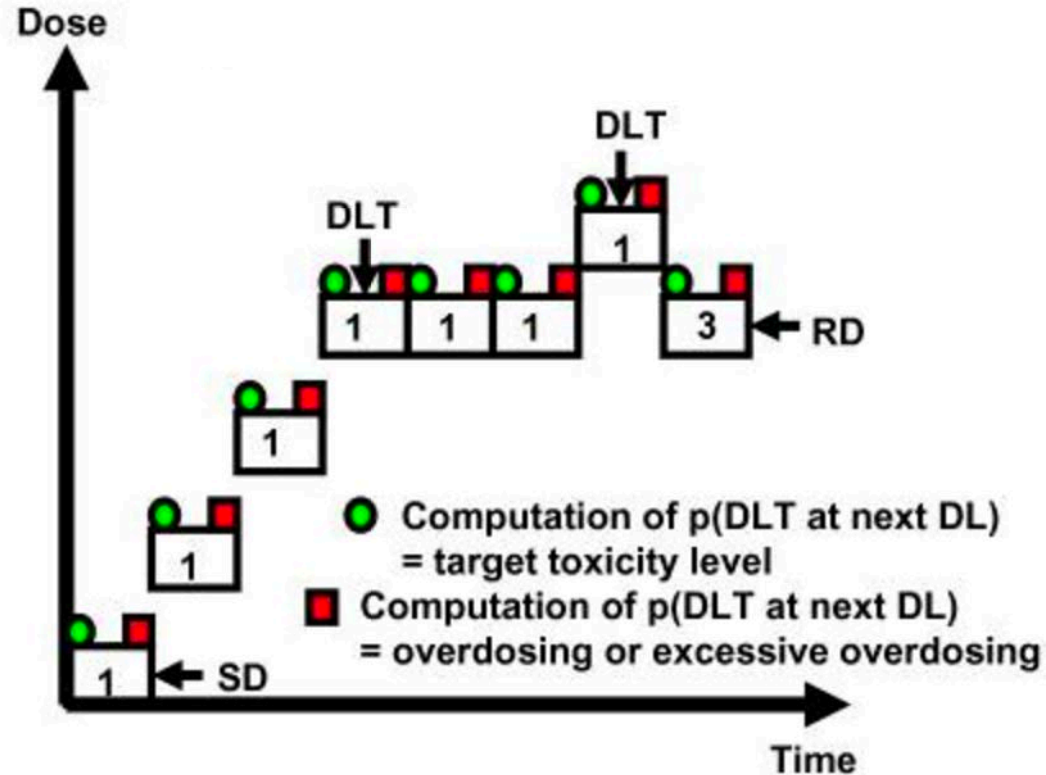 Dose
DLT
1
DLT
1 1 1
3
RD
1
1
Computation of p(DLT at next DL)
= target toxicity level
Computation of p(DLT at next DL)
= overdosing or excessive overdosing
1
SD
Time